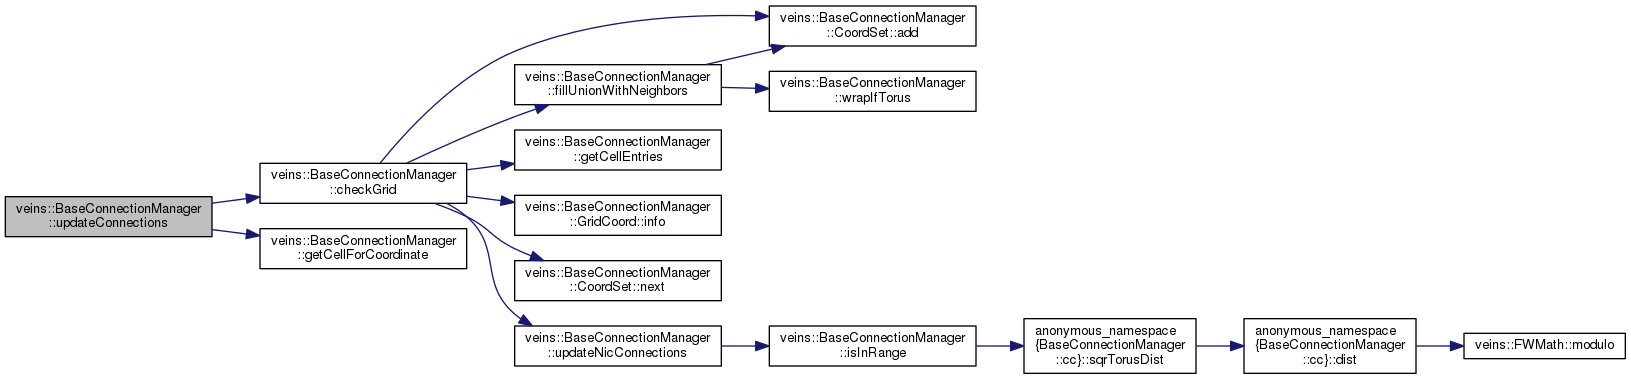 veins::BaseConnectionManager
::updateConnections
veins::BaseConnectionManager
::checkGrid
veins::BaseConnectionManager
::getCellForCoordinate
veins::BaseConnectionManager
::CoordSet::add
veins::BaseConnectionManager
::fillUnionWithNeighbors
veins::BaseConnectionManager
::wrapIfTorus
veins::BaseConnectionManager
::getCellEntries
veins::BaseConnectionManager
::GridCoord::info
veins::BaseConnectionManager
::CoordSet::next
veins::BaseConnectionManager
::updateNicConnections
veins::BaseConnectionManager
::isInRange
anonymous_namespace
{BaseConnectionManager
::cc}::sqrTorusDist
anonymous_namespace
{BaseConnectionManager
::cc}::dist
veins::FWMath::modulo